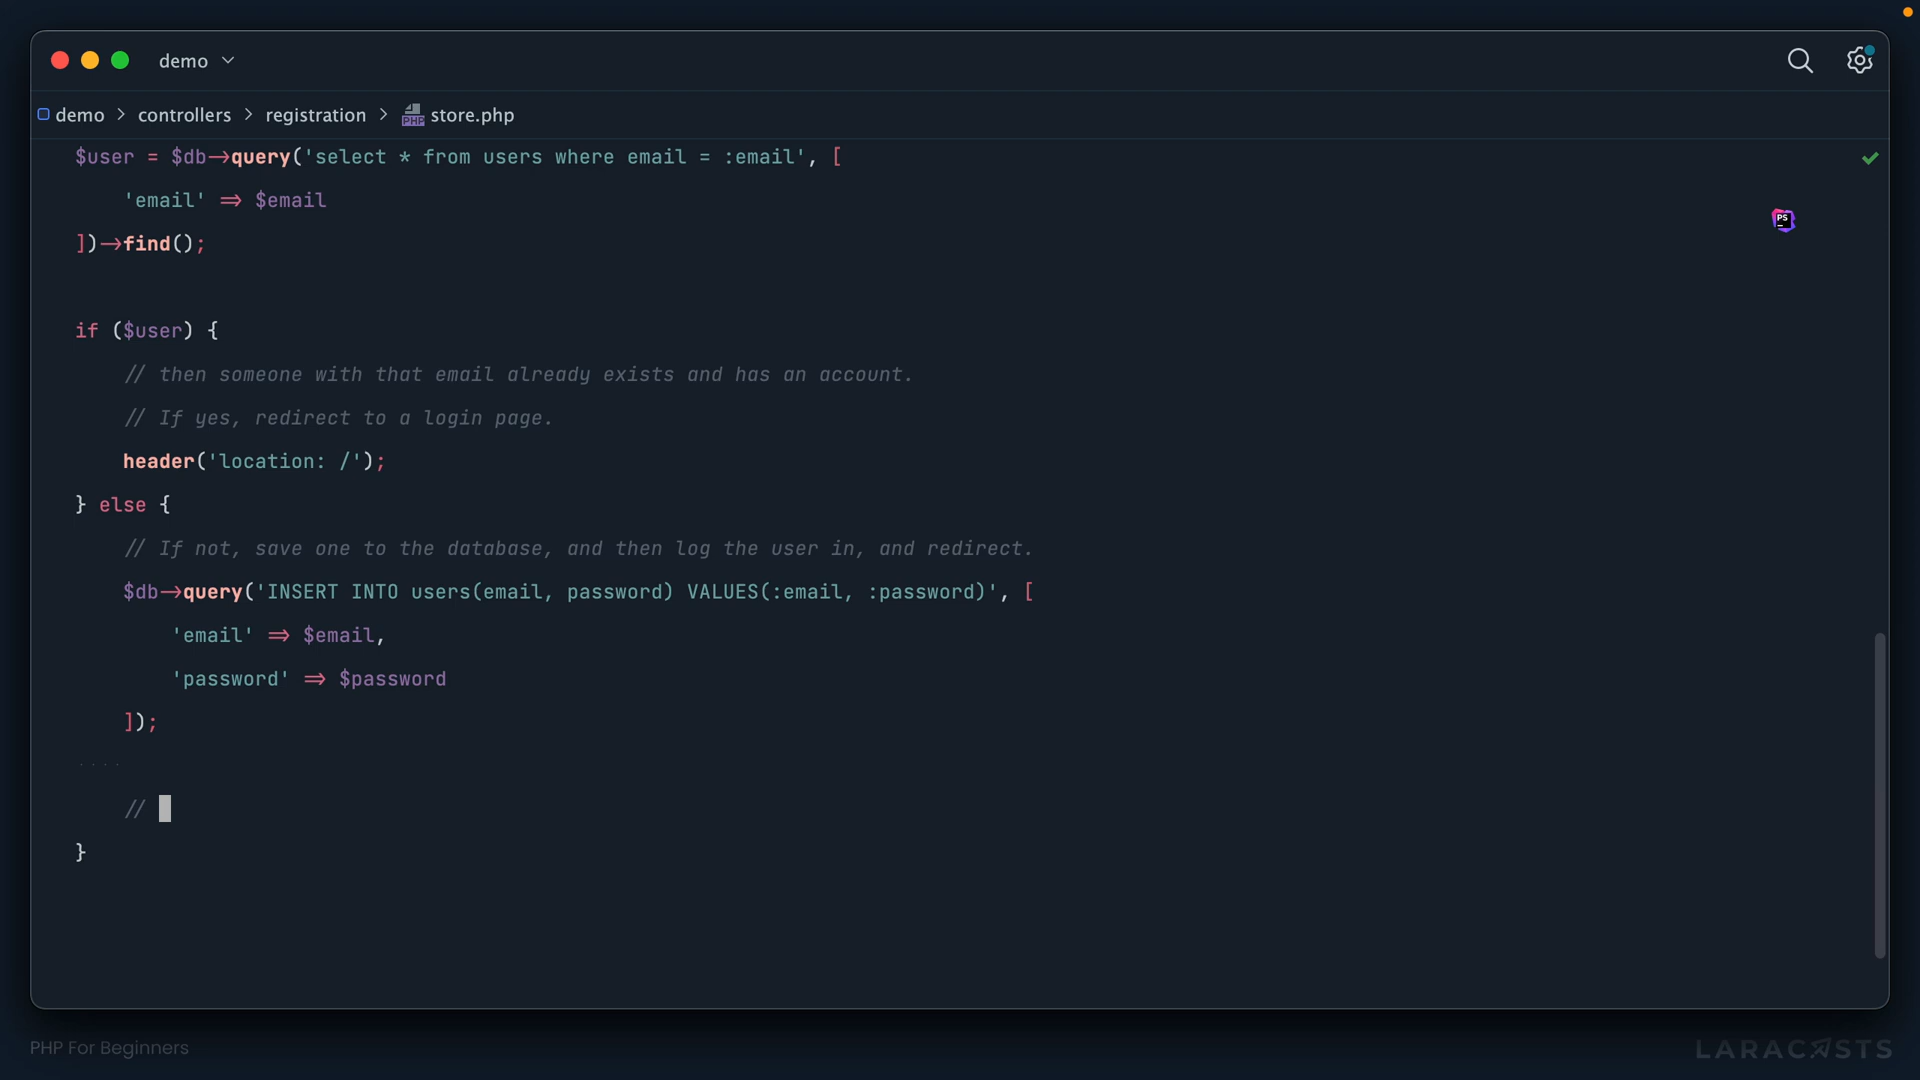 demo
demo > controllers > registration > store.php
$user = $db->query('select * from users where email = :email', [
'email' => $email
])->find();
if ($user) {
// then someone with that email already exists and has an account.
// If yes, redirect to a login page.
header('location: /');
} else {
// If not, save one to the database, and then log the user in, and redirect.
$db->query('INSERT INTO users(email, password) VALUES(:email, :password)', [
'email' => $email,
'password' => $password
]);
//
}
PHP For Beginners
LARACASTS